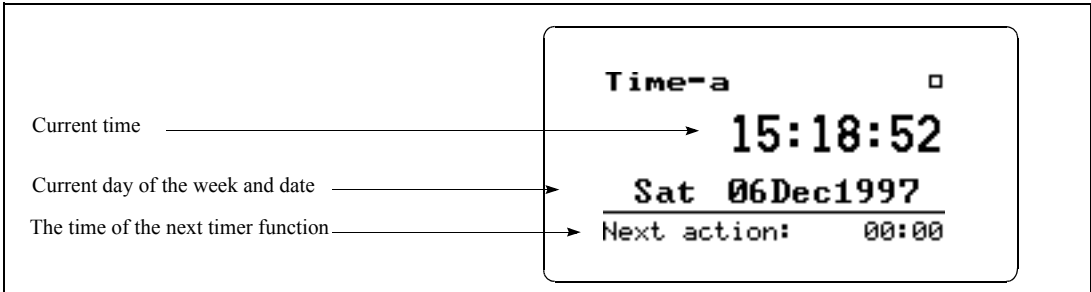 Time-a
Current time
15:18:52
Current day of the week and date
Sat 06Dec1997
The time of the next timer function
Next action: 00:00